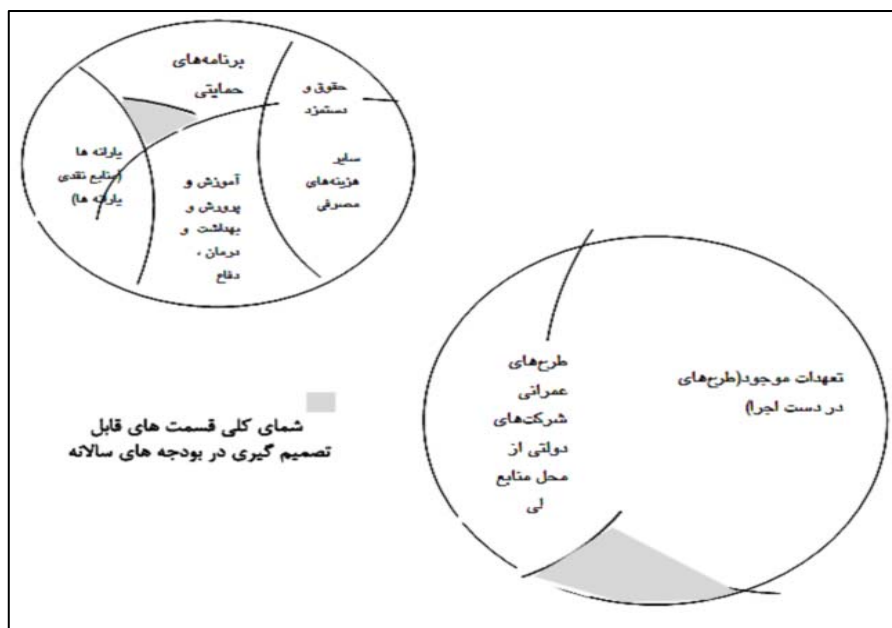 برنامه‌های
حمایتی
حقوق و
دستمزد
یارانه ها
(منابع نقدی
یارانه ها)
آموزش و
پرورش و
بهداشت و
درمان ،
دفاع
سایر
هزینه‌های
مصرفی
طرح‌های
عمرانی
شرکت‌های
دولتی از
محل منابع
لی
تعهدات موجود(طرح‌های
در دست اجرا)
شمای کلی قسمت های قابل
تصمیم گیری در بودجه های سالانه